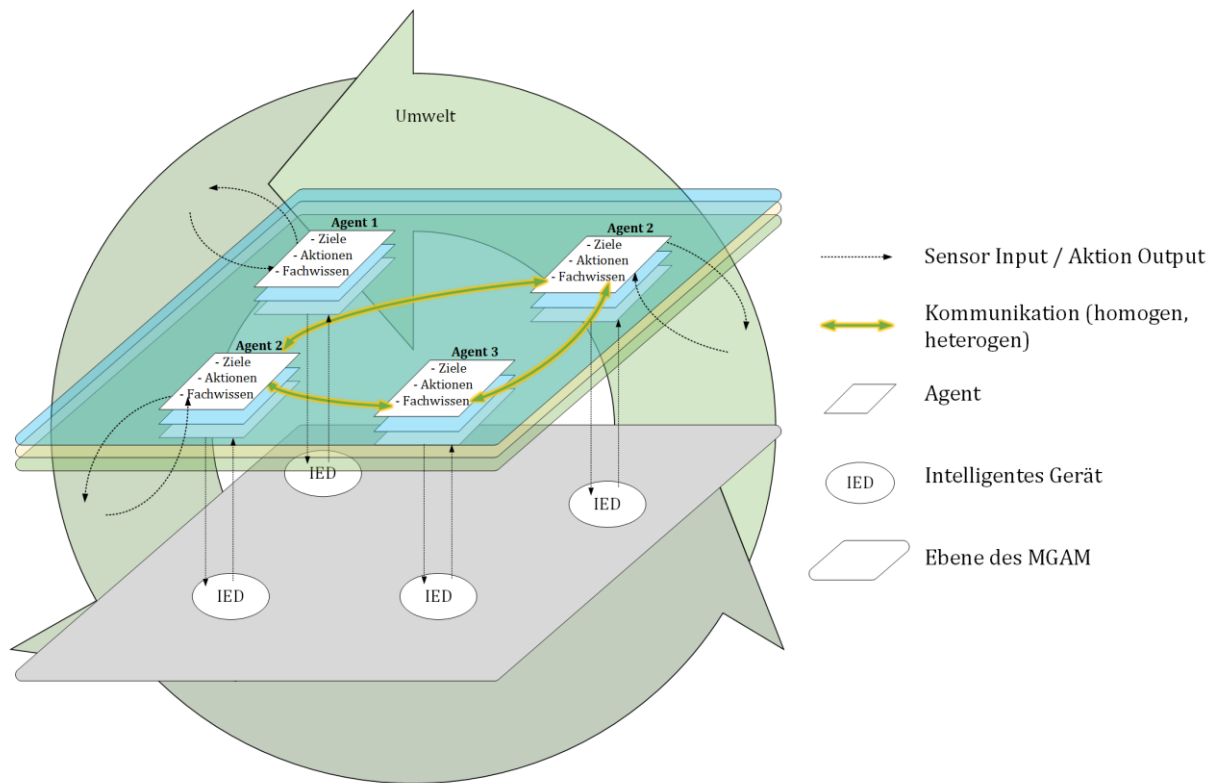 Umwelt
Agent 1
- Ziele
- Aktionen
- Fachwissen
Agent 2
- Ziele
- Aktionen
- Fachwissen
Agent 2
- Ziele
- Aktionen
- Fachwissen
Agent 3
- Ziele
- Aktionen
- Fachwissen
IED
IED
IED
IED
Sensor Input / Aktion Output
Kommunikation (homogen,
heterogen)
Agent
IED
Intelligentes Gerät
Ebene des MGAM